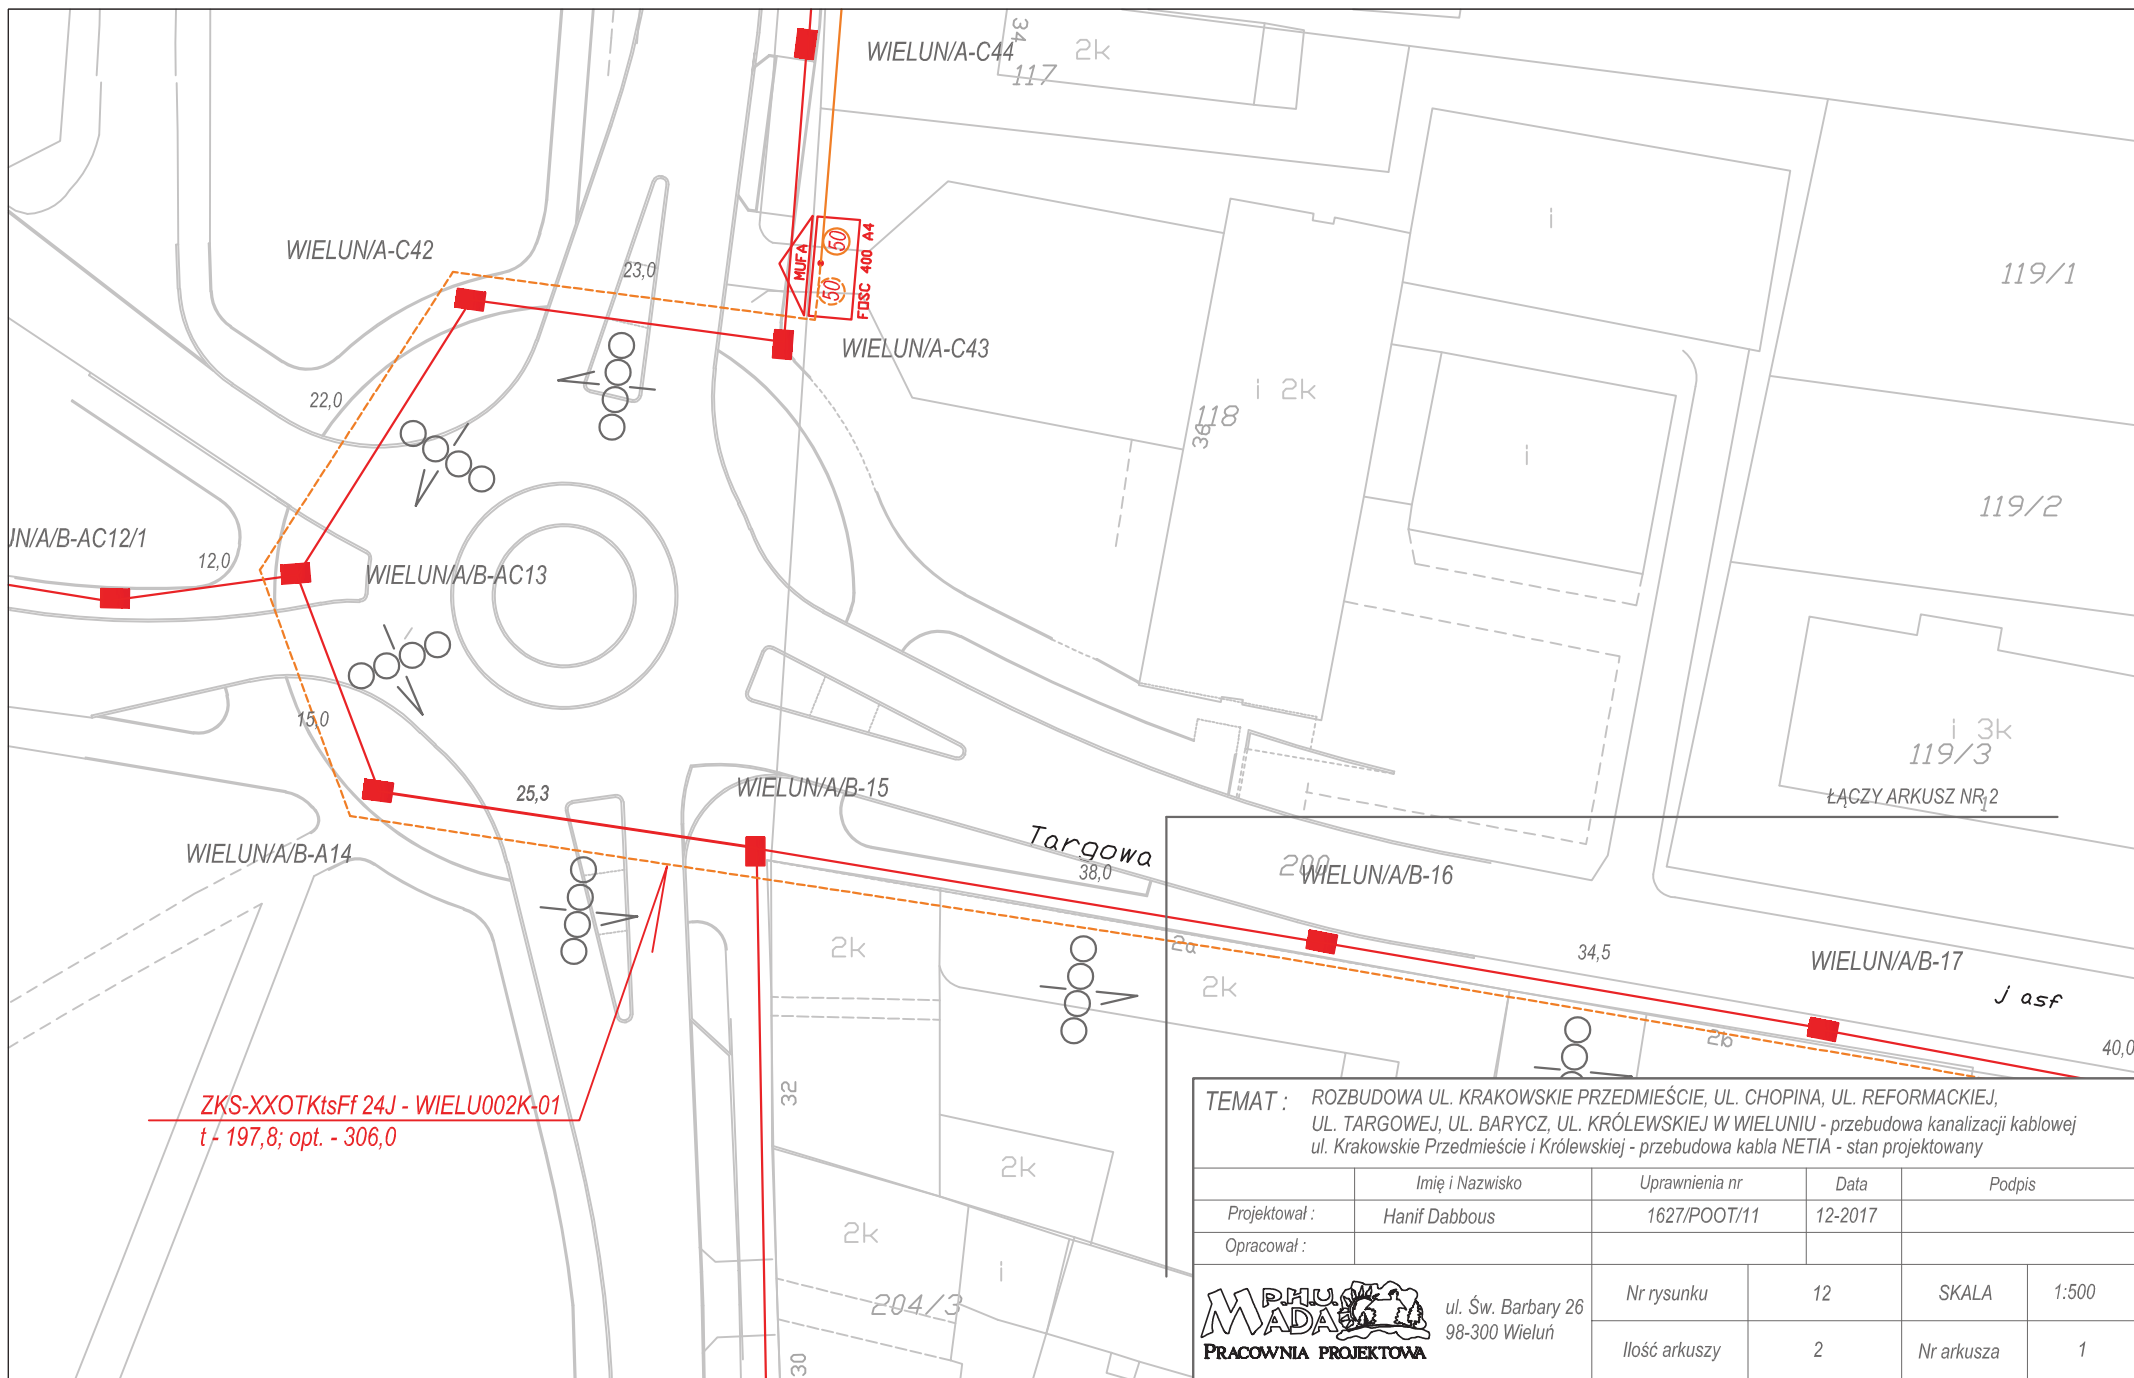 WIELUN/A-C44
34
117
2k
WIELUN/A-C42
23,0
MUFA
50
50
FOSC 400 A4
WIELUN/A-C43
i
119/1
22,0
i 2k
118
36
i
119/2
UN/A/B-AC12/1
12,0
WIELUN/A/B-AC13
15,0
i 3k
119/3
25,3
WIELUN/A/B-15
ŁĄCZY ARKUSZ NR 2
1
WIELUN/A/B-A14
Targowa
38,0
200
WIELUN/A/B-16
2k
2a
2k
34,5
WIELUN/A/B-17
j asf
2b
40,0
32
ZKS-XXOTKtsFf 24J - WIELU002K-01
t - 197,8; opt. - 306,0
2k
2k
i
204/3
30
TEMAT : ROZBUDOWA UL. KRAKOWSKIE PRZEDMIEŚCIE, UL. CHOPINA, UL. REFORMACKIEJ,
UL. TARGOWEJ, UL. BARYCZ, UL. KRÓLEWSKIEJ W WIELUNIU - przebudowa kanalizacji kablowej
ul. Krakowskie Przedmieście i Królewskiej - przebudowa kabla NETIA - stan projektowany
Imię i Nazwisko Uprawnienia nr Data Podpis
Projektował : Hanif Dabbous 1627/POOT/11 12-2017
Opracował :
P.H.U.
MADA
PRACOWNIA PROJEKTOWA
ul. Św. Barbary 26
98-300 Wieluń
Nr rysunku 12 SKALA 1:500
Ilość arkuszy 2 Nr arkusza 1